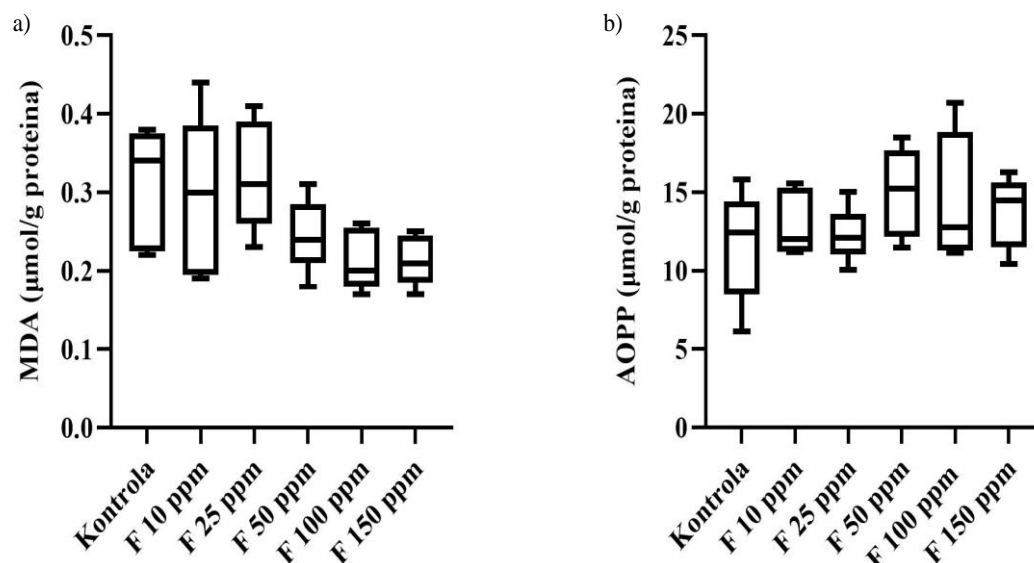 a)
MDA (µmol/g proteina)
0.5
0.4
0.3
0.2
0.1
0.0
Kontrola
F 10 ppm
F 25 ppm
F 50 ppm
F 100 ppm
F 150 ppm
b)
AOPP (µmol/g proteina)
25
20
15
10
5
0
Kontrola
F 10 ppm
F 25 ppm
F 50 ppm
F 100 ppm
F 150 ppm